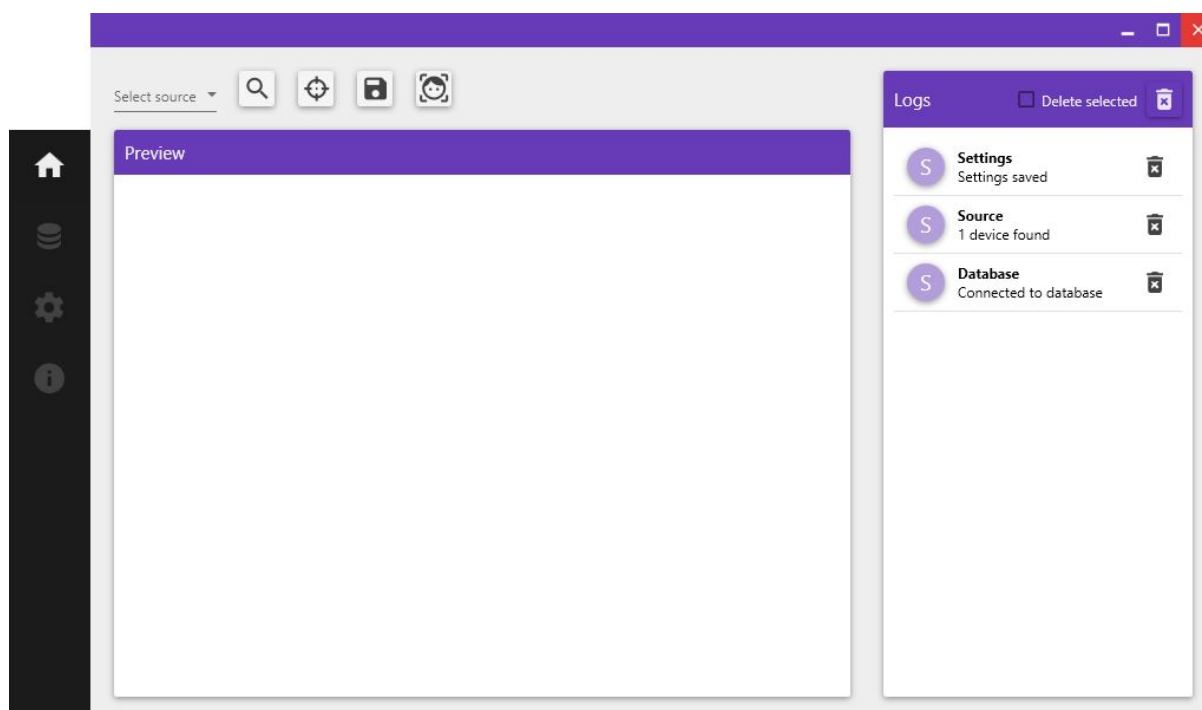 Select source
Preview
Logs
Delete selected
S
Settings
Settings saved
S
Source
1 device found
S
Database
Connected to database